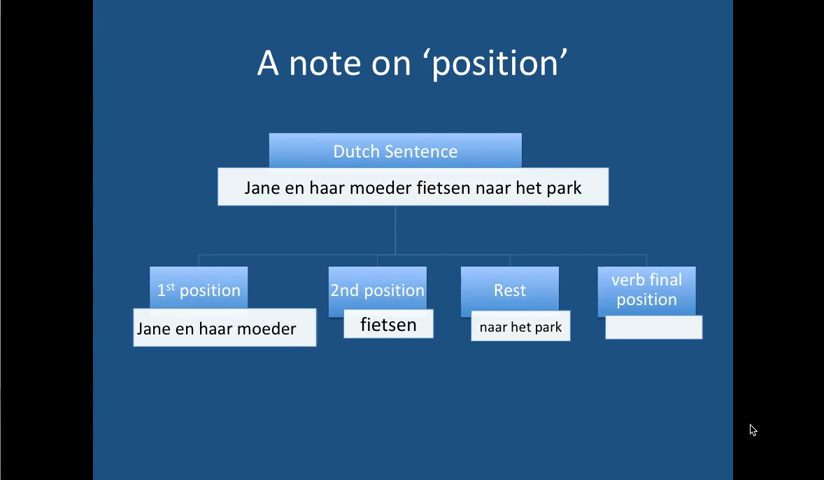 A note on ‘position’
Dutch Sentence
Jane en haar moeder fietsen naar het park
1st position
Jane en haar moeder
2nd position
fietsen
Rest
naar het park
verb final
position